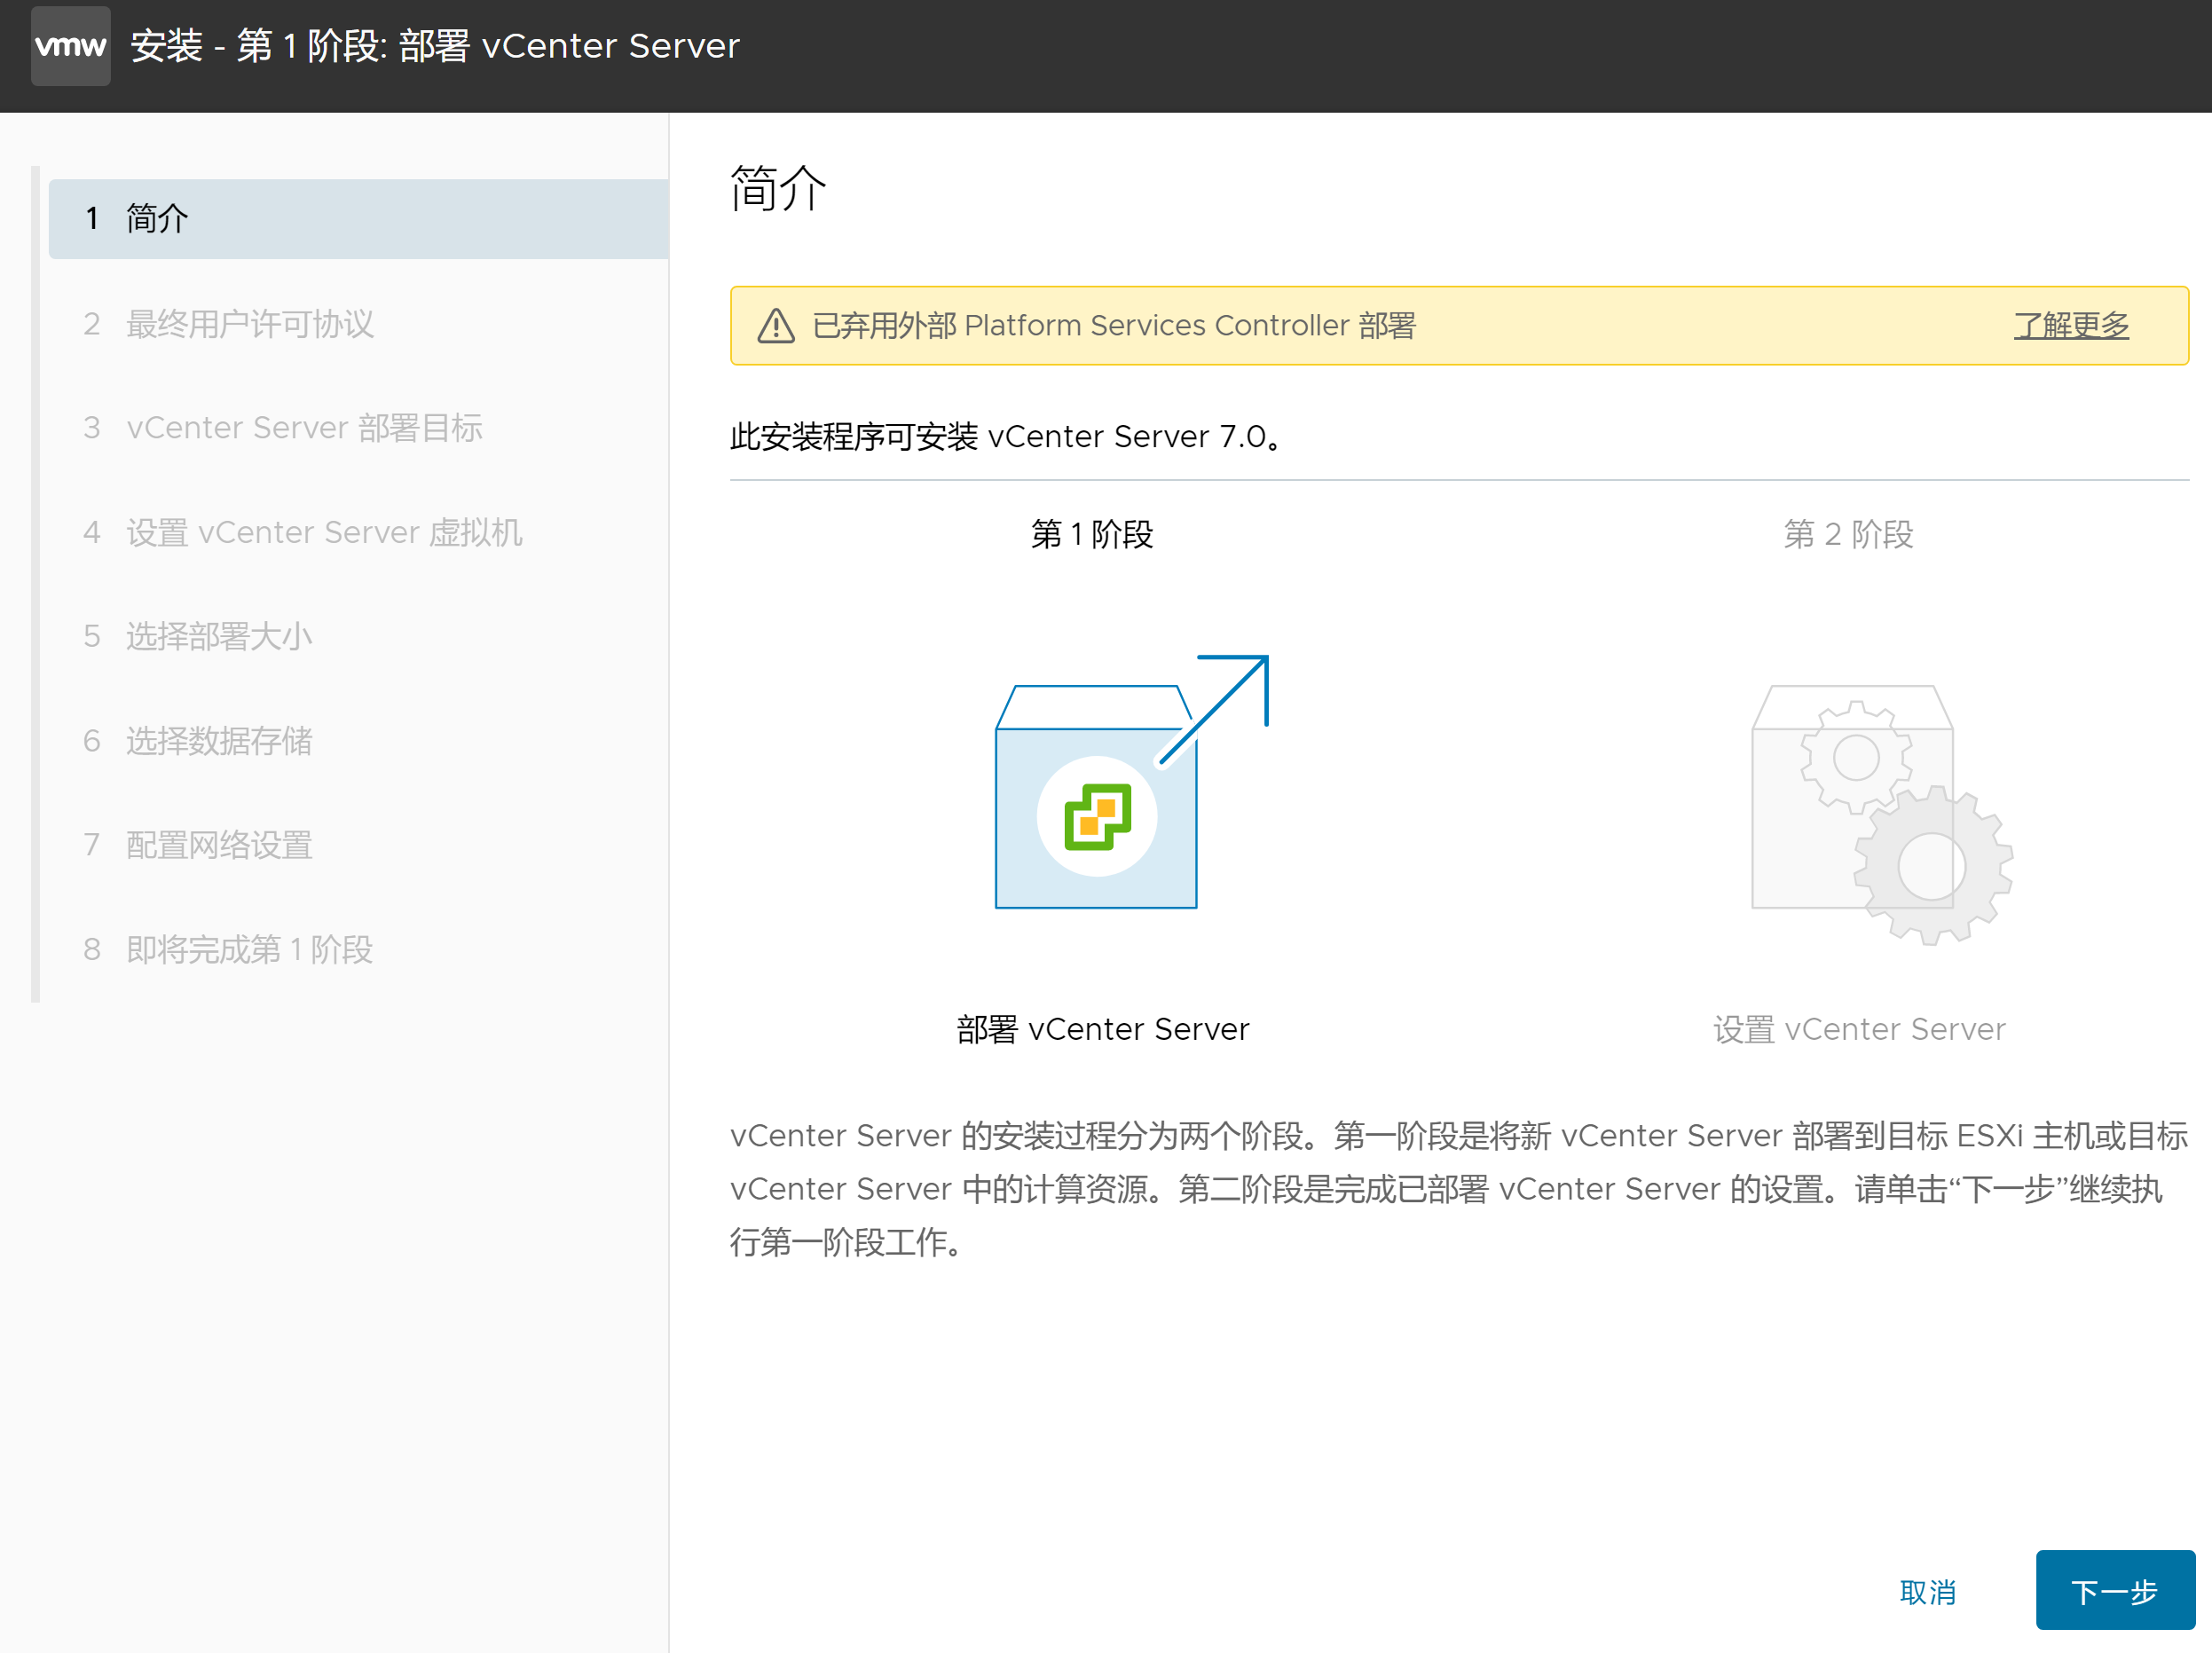 vmw 安装 - 第 1 阶段: 部署 vCenter Server
1 简介
2 最终用户许可协议
3 vCenter Server 部署目标
4 设置 vCenter Server 虚拟机
5 选择部署大小
6 选择数据存储
7 配置网络设置
8 即将完成第 1 阶段
简介
已弃用外部 Platform Services Controller 部署 了解更多
此安装程序可安装 vCenter Server 7.0。
第 1 阶段 第 2 阶段
部署 vCenter Server 设置 vCenter Server
vCenter Server 的安装过程分为两个阶段。第一阶段是将新 vCenter Server 部署到目标 ESXi 主机或目标
vCenter Server 中的计算资源。第二阶段是完成已部署 vCenter Server 的设置。请单击“下一步”继续执
行第一阶段工作。
取消 下一步